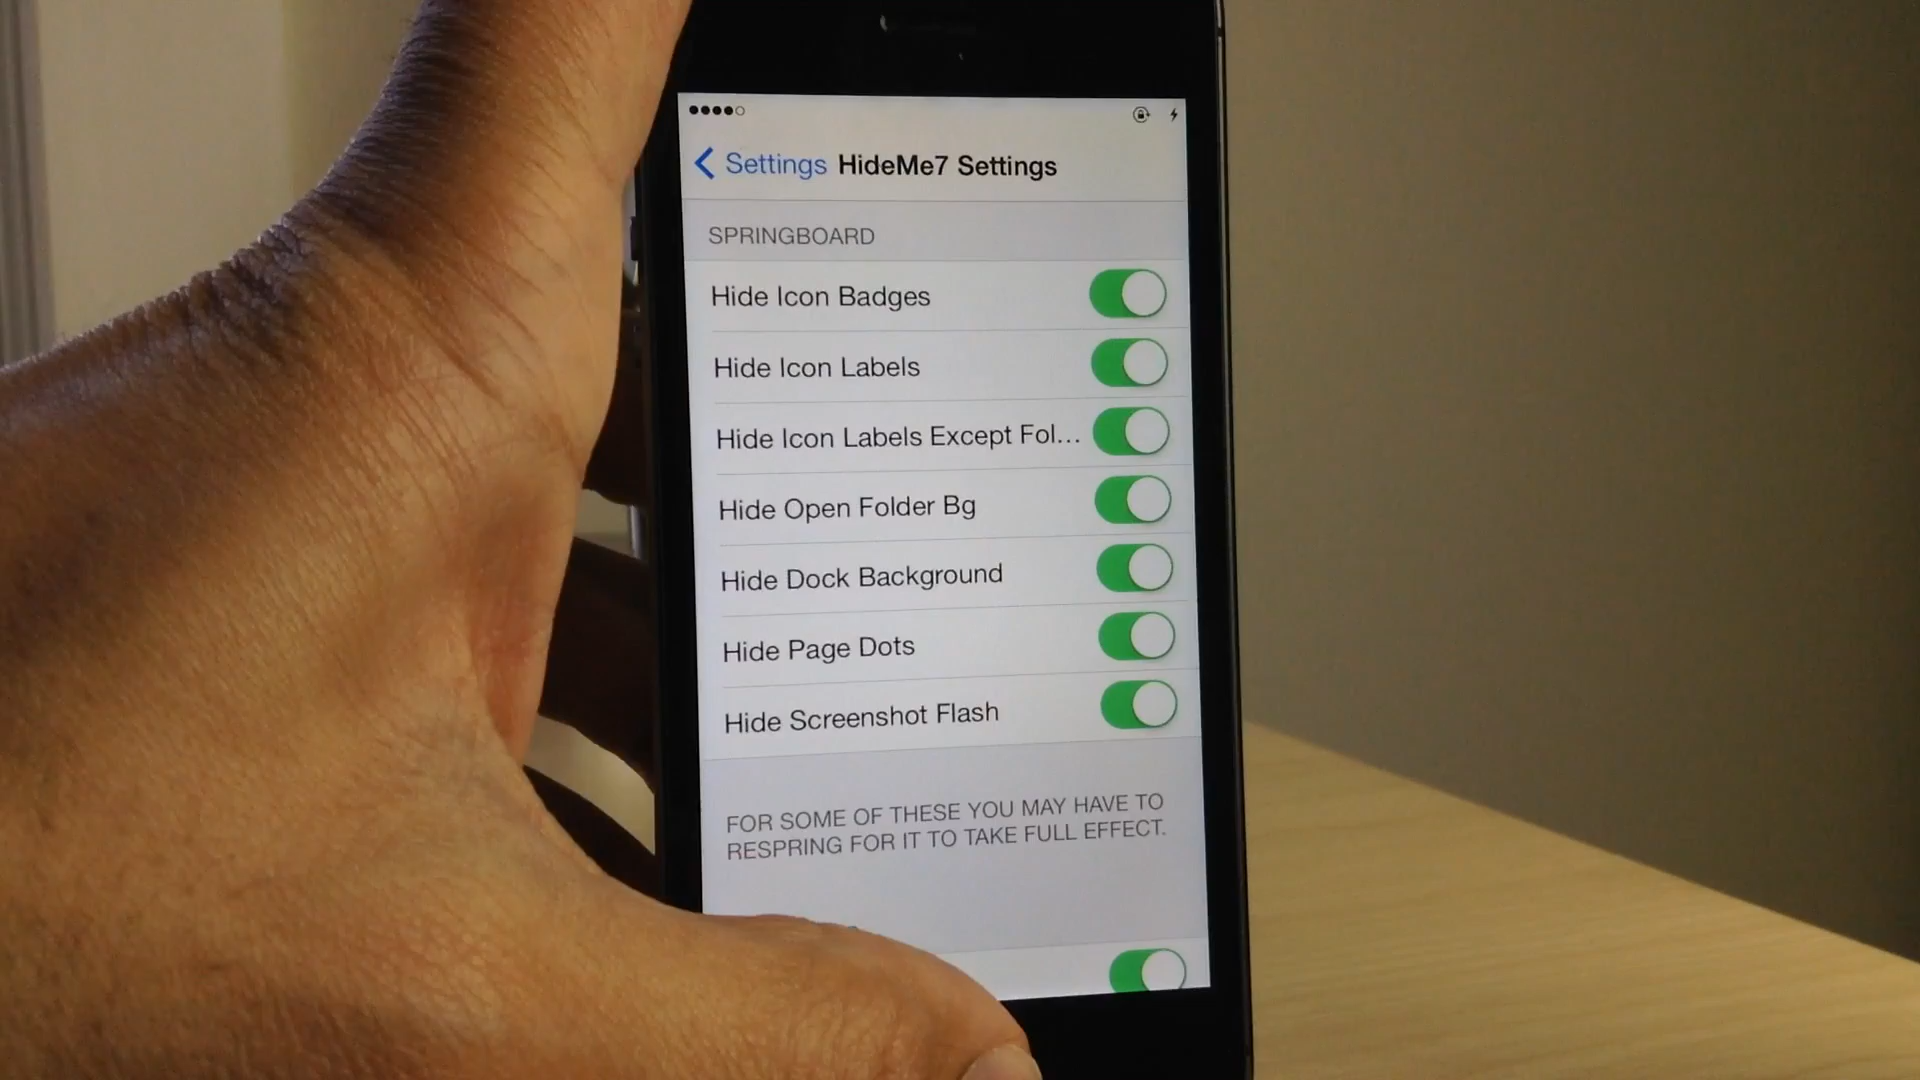 Settings HideMe7 Settings
SPRINGBOARD
Hide Icon Badges
Hide Icon Labels
Hide Icon Labels Except Fol...
Hide Open Folder Bg
Hide Dock Background
Hide Page Dots
Hide Screenshot Flash
FOR SOME OF THESE YOU MAY HAVE TO
RESPRING FOR IT TO TAKE FULL EFFECT.